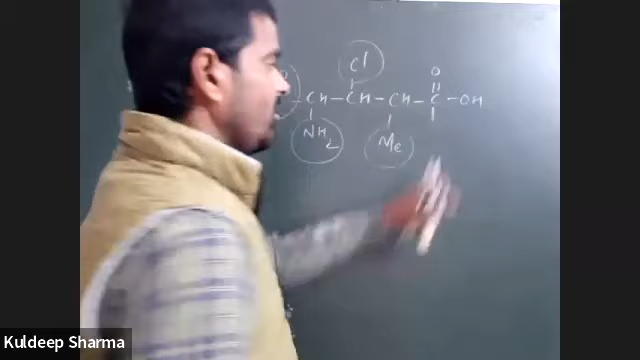 Cl
O
- CH - CH - CH - C - OH
NH2
Me
Kuldeep Sharma